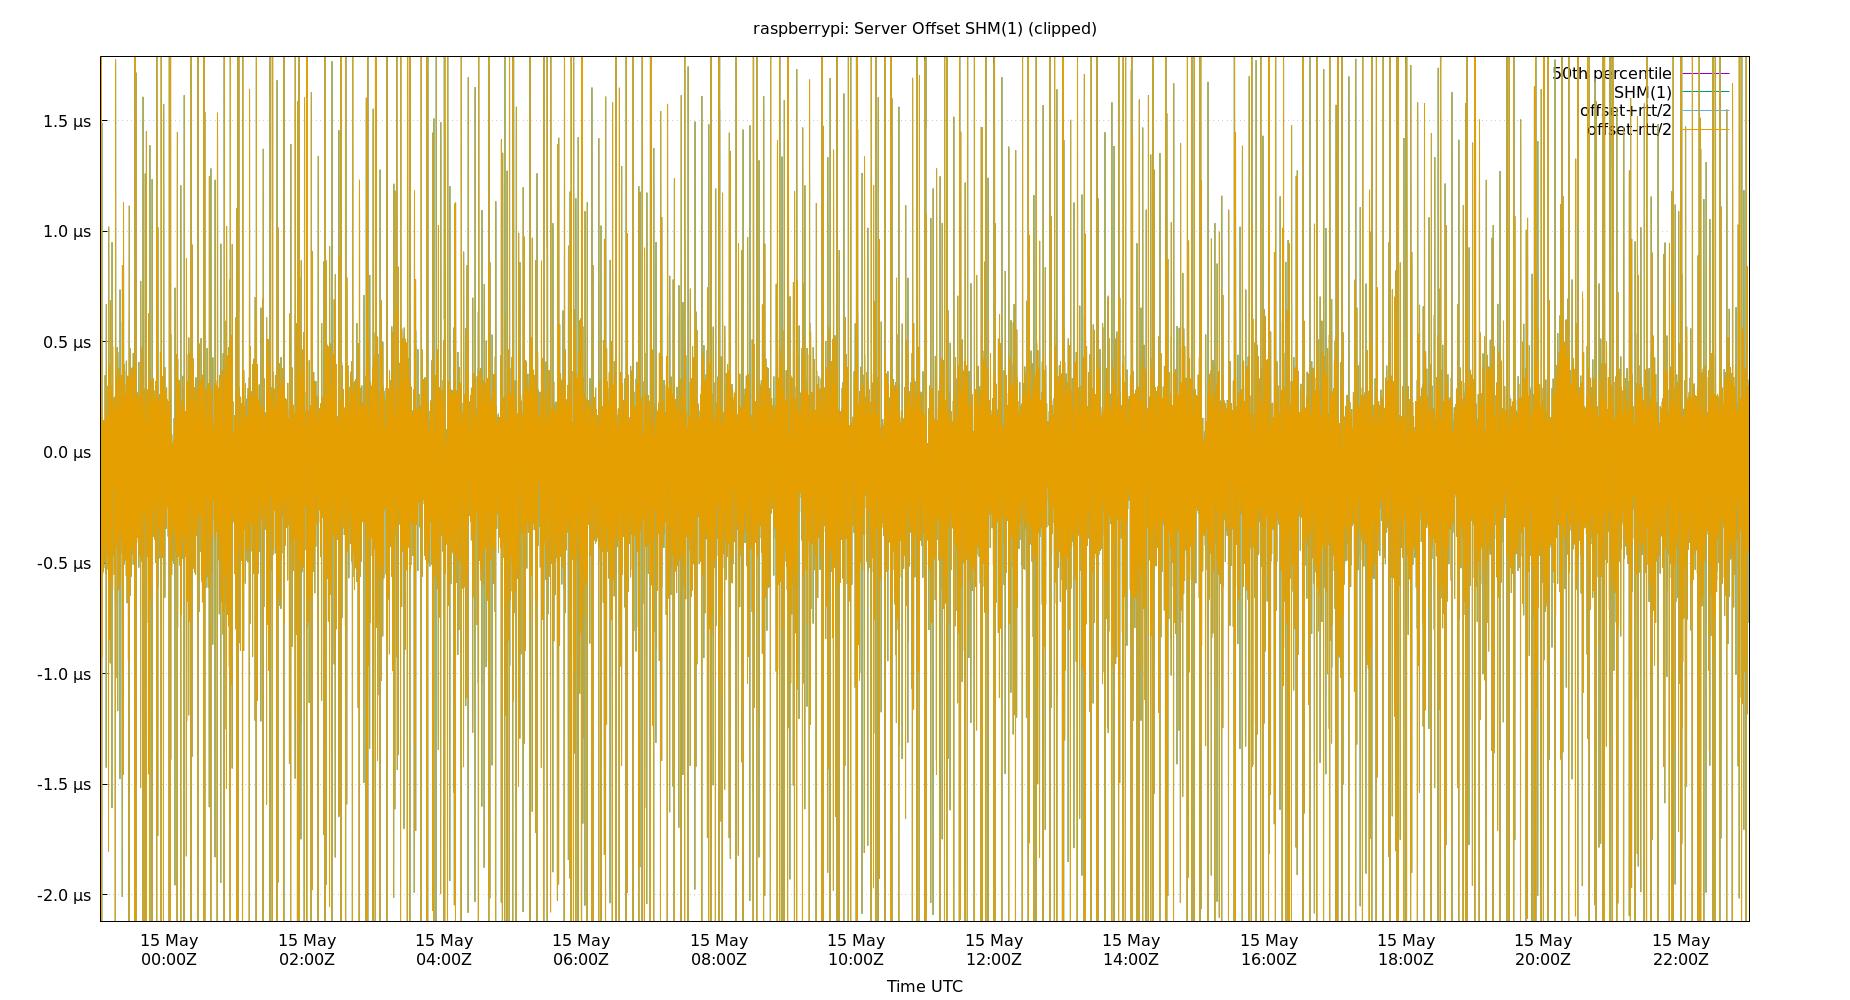 raspberrypi: Server Offset SHM(1) (clipped)
50th percentile
SHM(1)
offset+rtt/2
offset-rtt/2
1.5 µs
1.0 µs
0.5 µs
0.0 µs
-0.5 µs
-1.0 µs
-1.5 µs
-2.0 µs
15 May 15 May 15 May 15 May 15 May 15 May 15 May 15 May 15 May 15 May 15 May 15 May
00:00Z 02:00Z 04:00Z 06:00Z 08:00Z 10:00Z 12:00Z 14:00Z 16:00Z 18:00Z 20:00Z 22:00Z
Time UTC